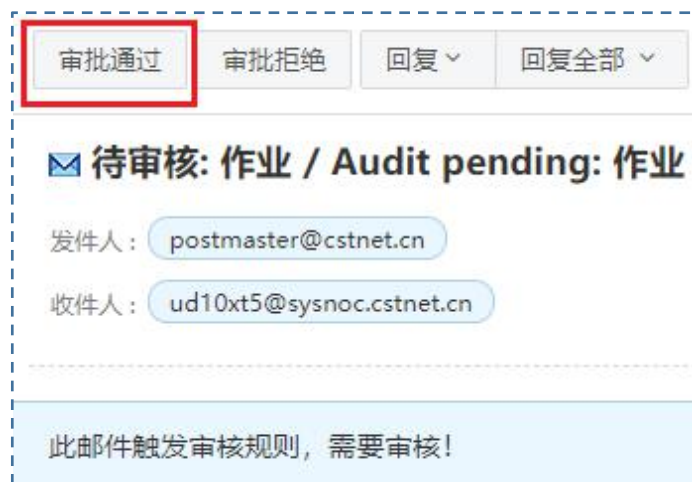 审批通过 审批拒绝 回复 回复全部
待审核: 作业 / Audit pending: 作业
发件人: postmaster@cstnet.cn
收件人: ud10xt5@sysnoc.cstnet.cn
此邮件触发审核规则，需要审核!